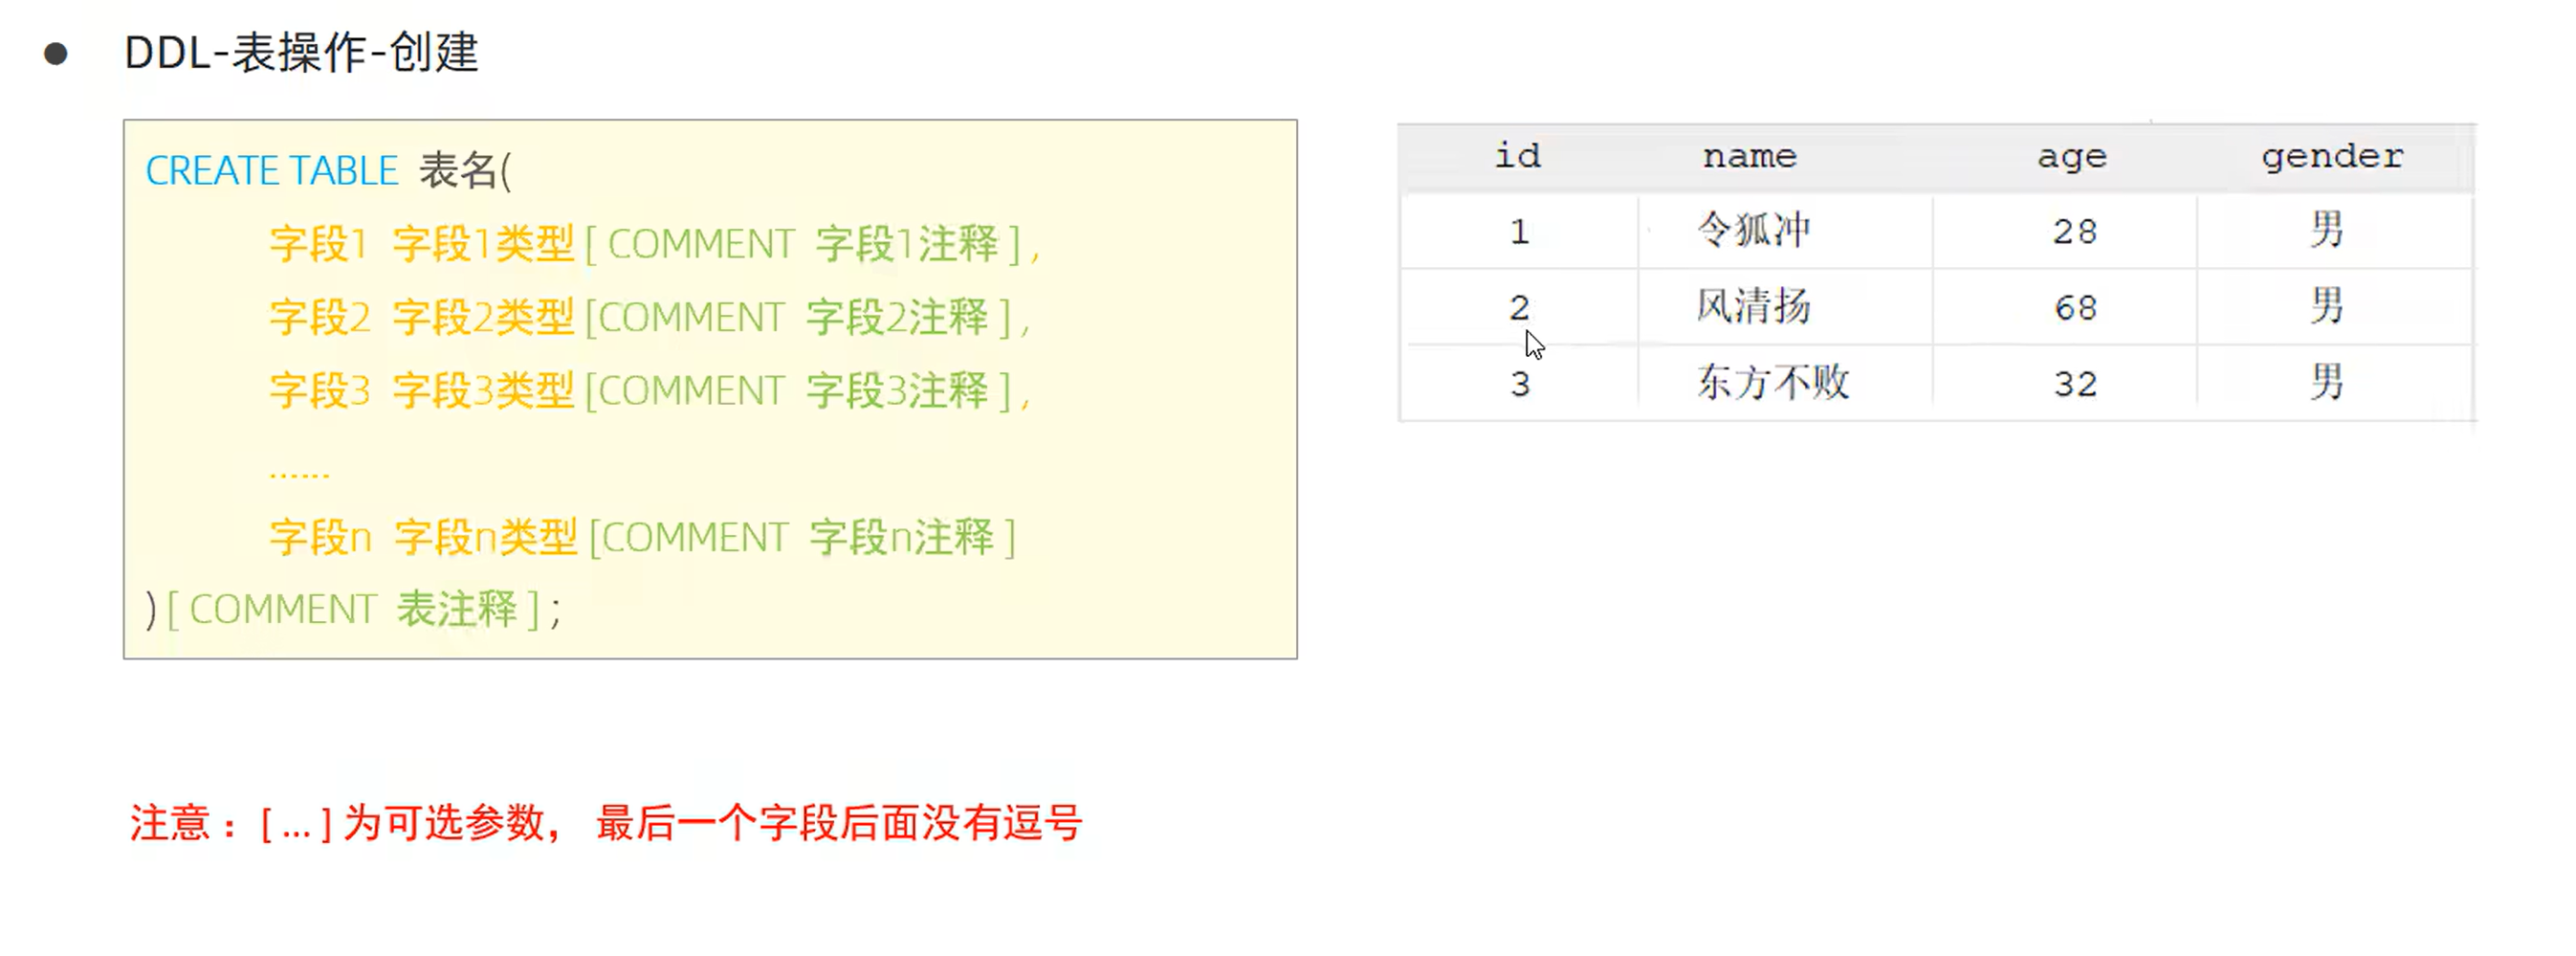 DDL-表操作-创建
CREATE TABLE 表名(
字段1 字段1类型[ COMMENT 字段1注释 ] ,
字段2 字段2类型[COMMENT 字段2注释 ] ,
字段3 字段3类型[COMMENT 字段3注释 ] ,
......
字段n 字段n类型[COMMENT 字段n注释 ]
)[ COMMENT 表注释 ] ;
id name age gender
1 令狐冲 28 男
2 风清扬 68 男
3 东方不败 32 男
注意：[ ... ] 为可选参数， 最后一个字段后面没有逗号